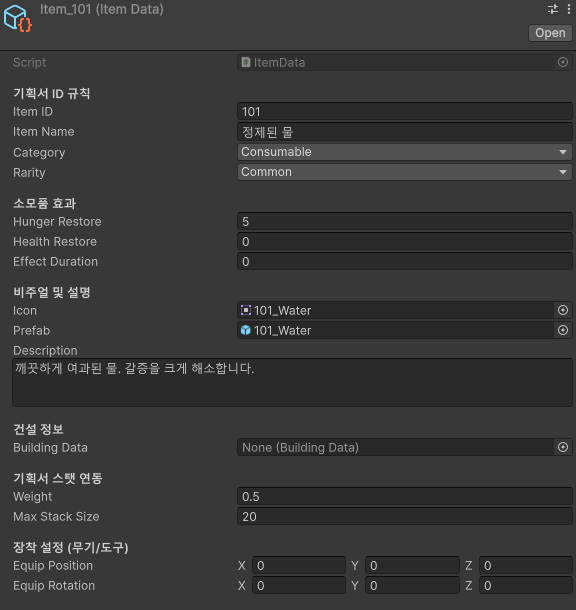 Item_101 (Item Data)
Open
Script ItemData
기획서 ID 규칙
Item ID 101
Item Name 정제된 물
Category Consumable
Rarity Common
소모품 효과
Hunger Restore 5
Health Restore 0
Effect Duration 0
비주얼 및 설명
Icon 101_Water
Prefab 101_Water
Description
깨끗하게 여과된 물. 갈증을 크게 해소합니다.
건설 정보
Building Data None (Building Data)
기획서 스탯 연동
Weight 0.5
Max Stack Size 20
장착 설정 (무기/도구)
Equip Position X 0 Y 0 Z 0
Equip Rotation X 0 Y 0 Z 0